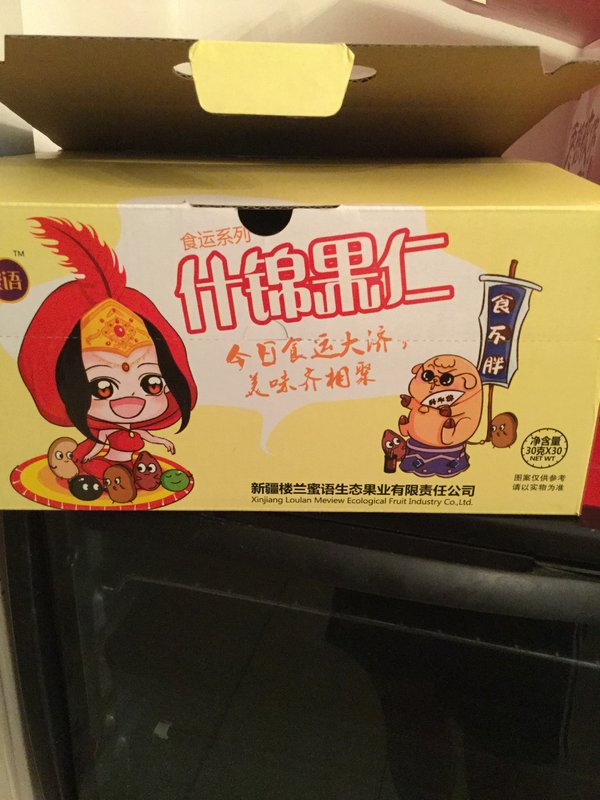 TM
语
食运系列
什锦果仁
今日食运大济，
美味齐相聚
食不胖
净含量
30克X30
NET WT
图案仅供参考
请以实物为准
新疆楼兰蜜语生态果业有限责任公司
Xinjiang Loulan Meview Ecological Fruit Industry Co.,Ltd.